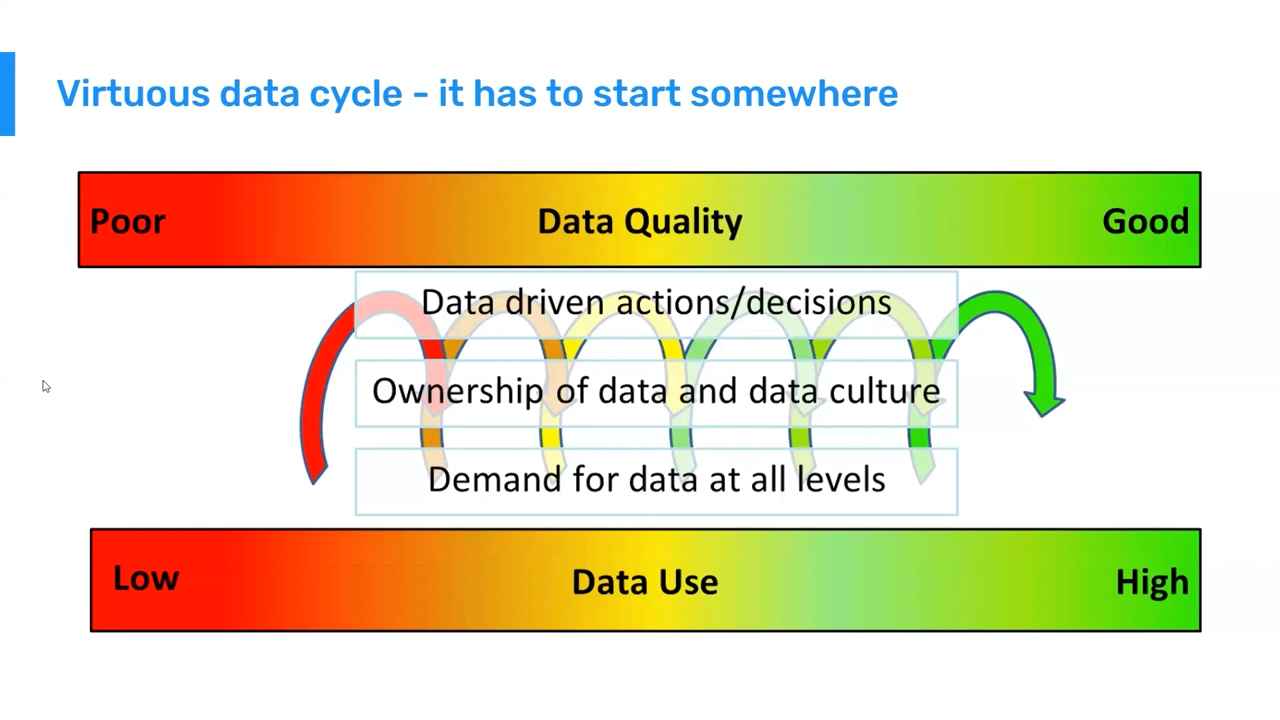 Virtuous data cycle - it has to start somewhere
Poor Data Quality Good
Data driven actions/decisions
Ownership of data and data culture
Demand for data at all levels
Low Data Use High